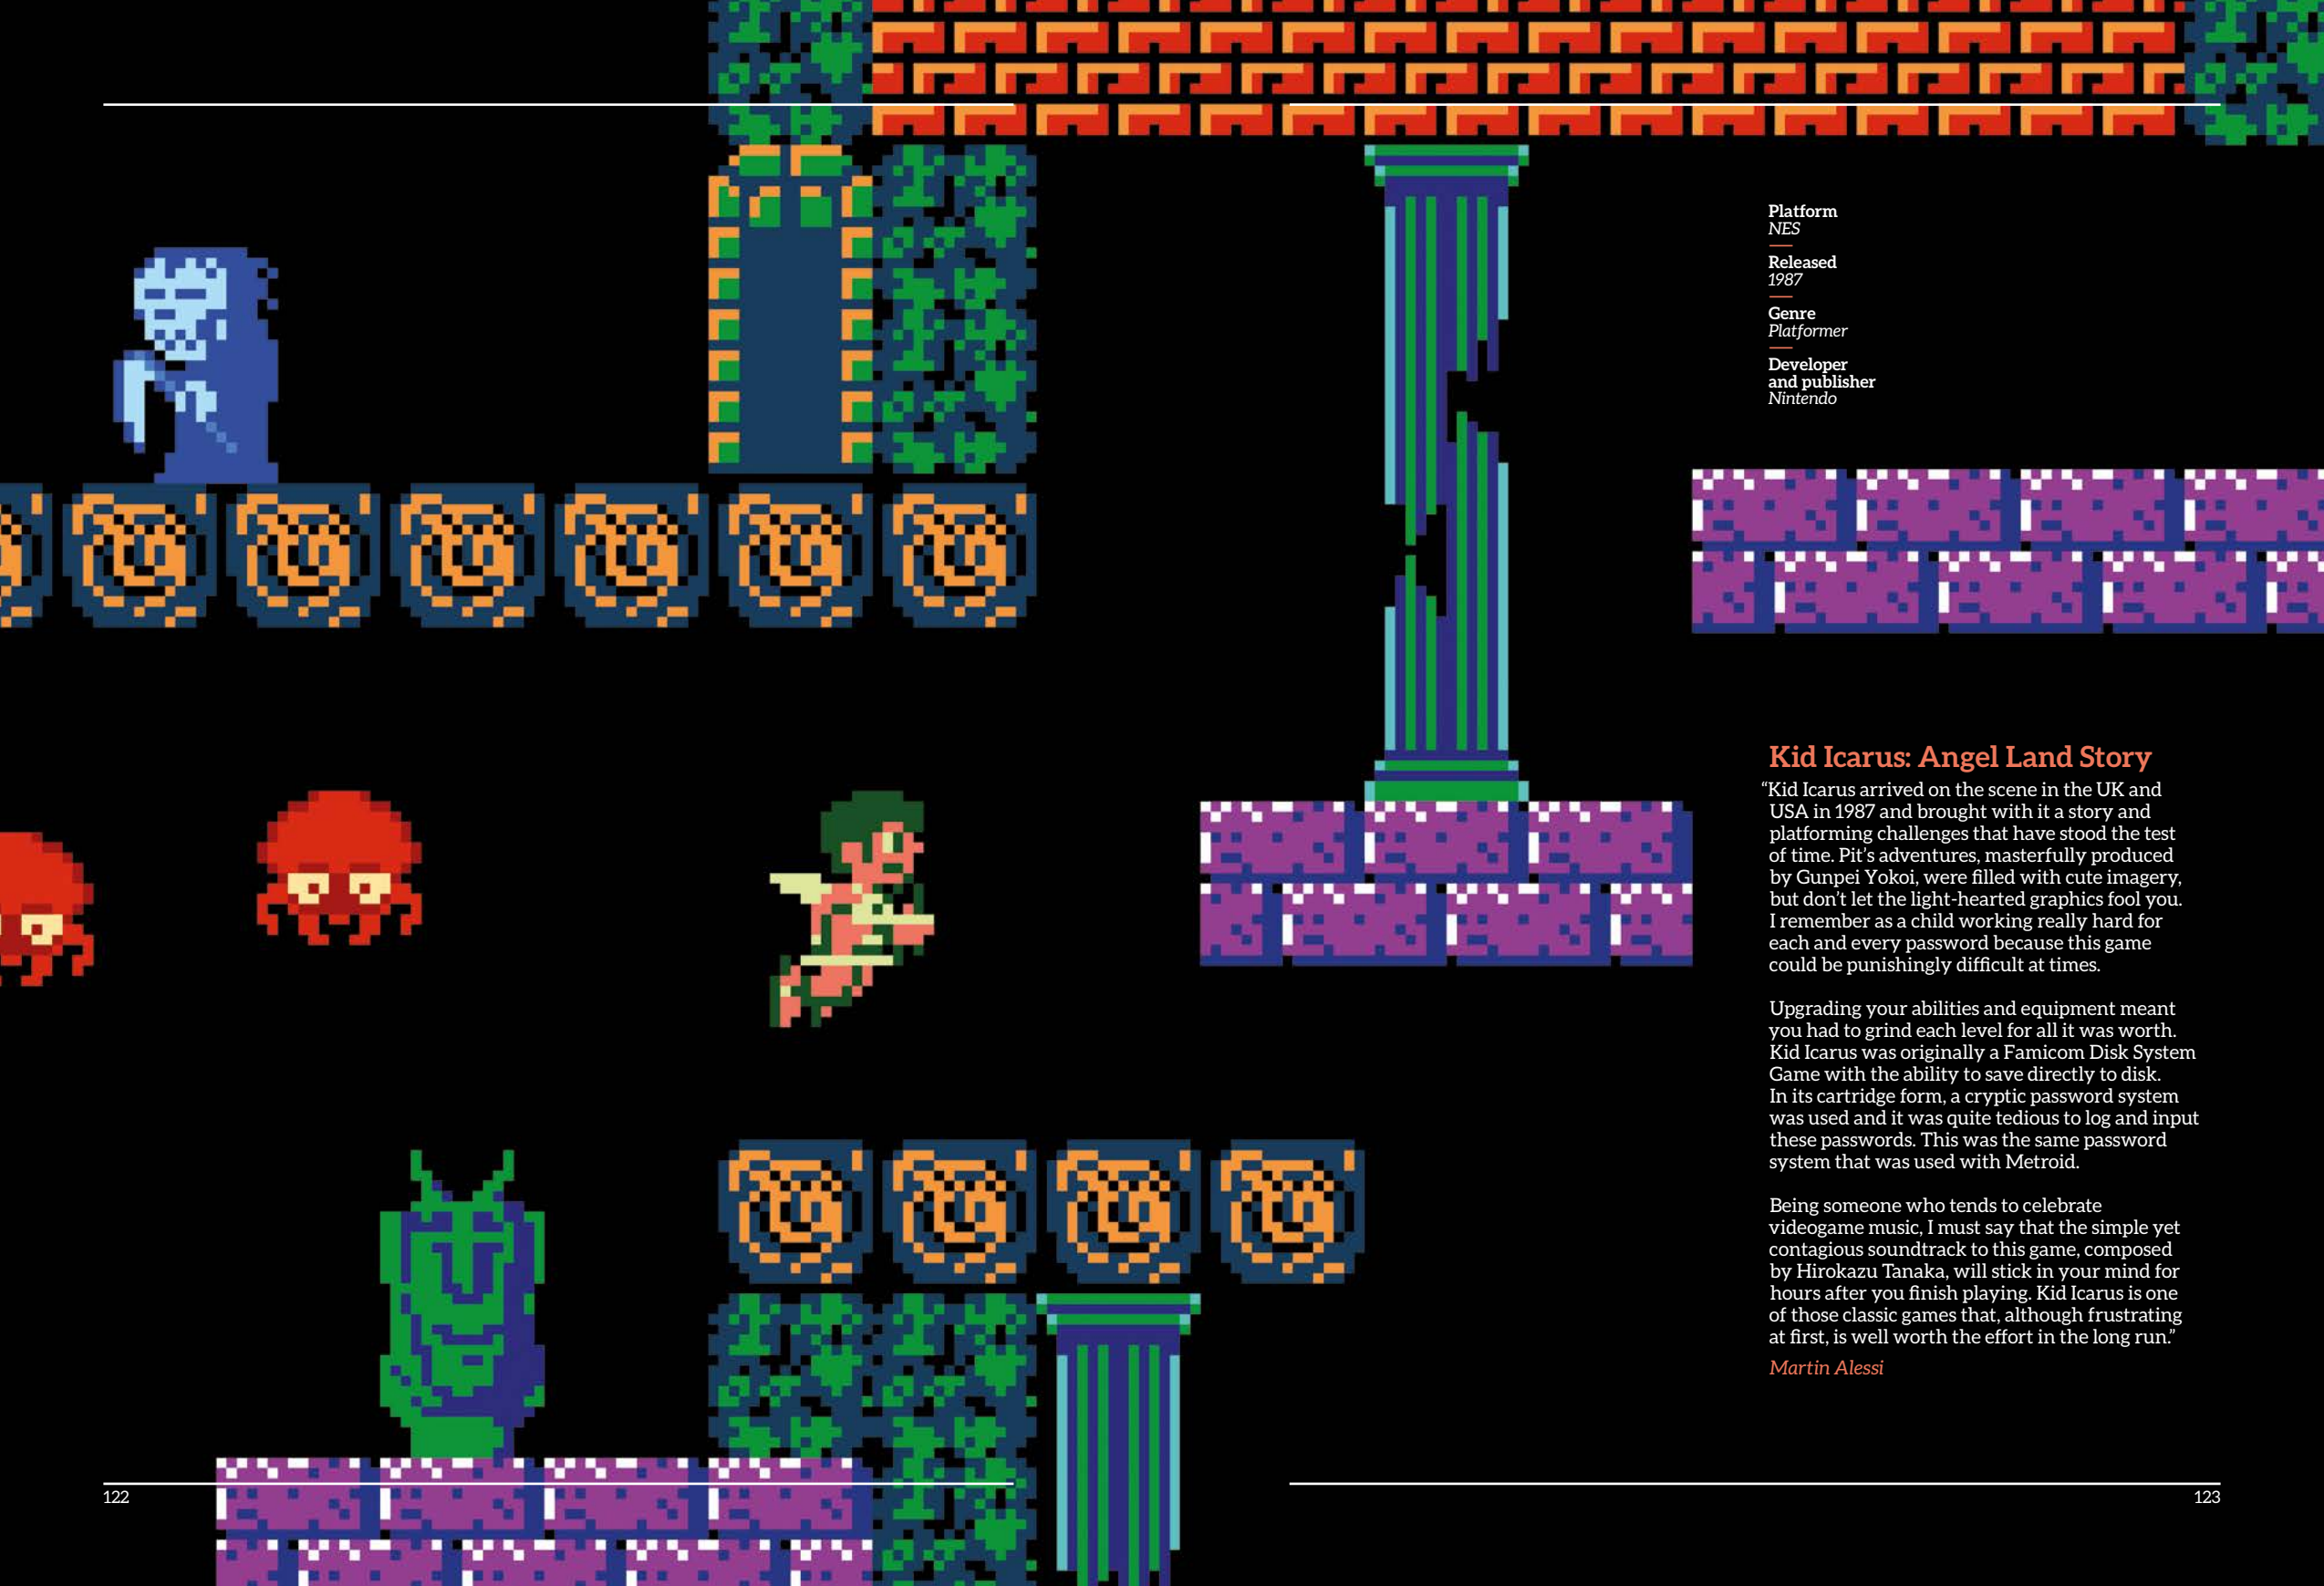 Platform
NES
Released
1987
Genre
Platformer
Developer
and publisher
Nintendo
Kid Icarus: Angel Land Story
“Kid Icarus arrived on the scene in the UK and
USA in 1987 and brought with it a story and
platforming challenges that have stood the test
of time. Pit’s adventures, masterfully produced
by Gunpei Yokoi, were filled with cute imagery,
but don’t let the light-hearted graphics fool you.
I remember as a child working really hard for
each and every password because this game
could be punishingly difficult at times.
Upgrading your abilities and equipment meant
you had to grind each level for all it was worth.
Kid Icarus was originally a Famicom Disk System
Game with the ability to save directly to disk.
In its cartridge form, a cryptic password system
was used and it was quite tedious to log and input
these passwords. This was the same password
system that was used with Metroid.
Being someone who tends to celebrate
videogame music, I must say that the simple yet
contagious soundtrack to this game, composed
by Hirokazu Tanaka, will stick in your mind for
hours after you finish playing. Kid Icarus is one
of those classic games that, although frustrating
at first, is well worth the effort in the long run.”
Martin Alessi
122
123